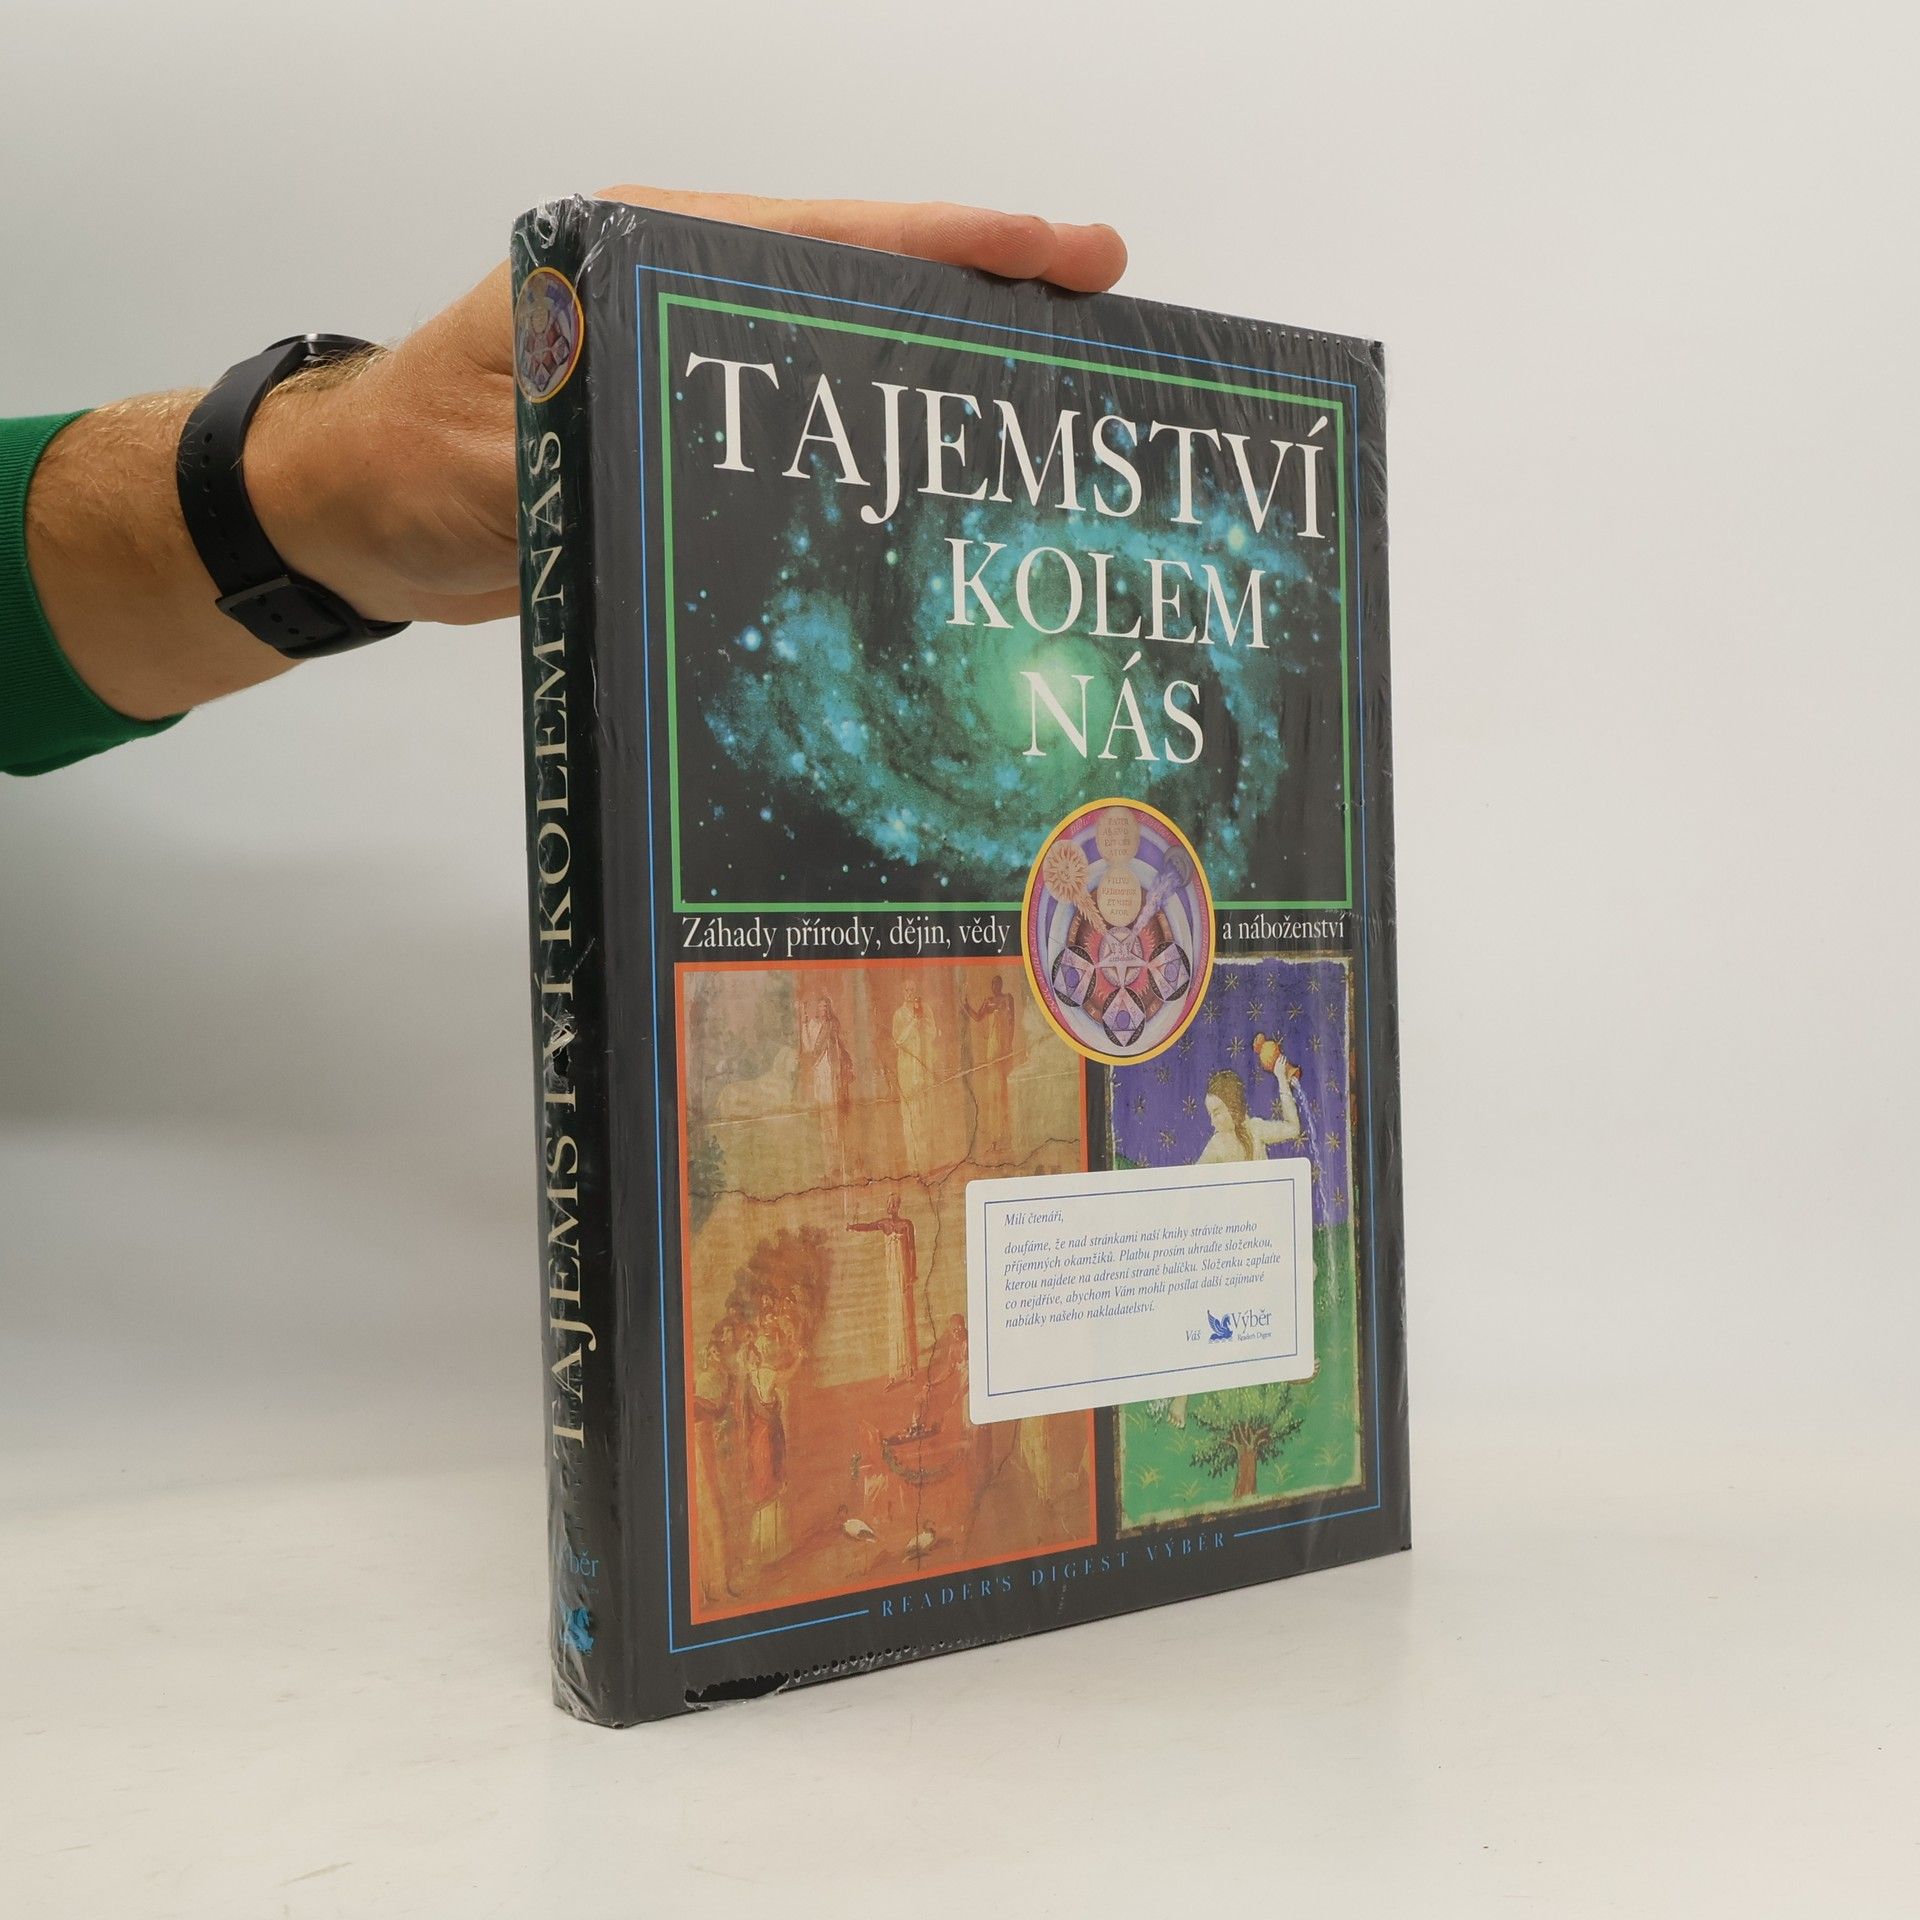 TAJEMSTVÍ
KOLEM
NÁS
Záhady přírody, dějin, vědy
a náboženství
Milí čtenáři,
doufáme, že nad stránkami naší knihy strávíte mnoho
příjemných okamžiků. Platbu prosím uhraďte složenkou,
kterou najdete na adresní straně balíčku. Složenku zaplaťte
co nejdříve, abychom Vám mohli posílat další zajímavé
nabídky našeho nakladatelství.
Váš
Výběr
Reader's Digest
READER'S DIGEST VÝBĚR
TAJEMSTVÍ KOLEM NÁS